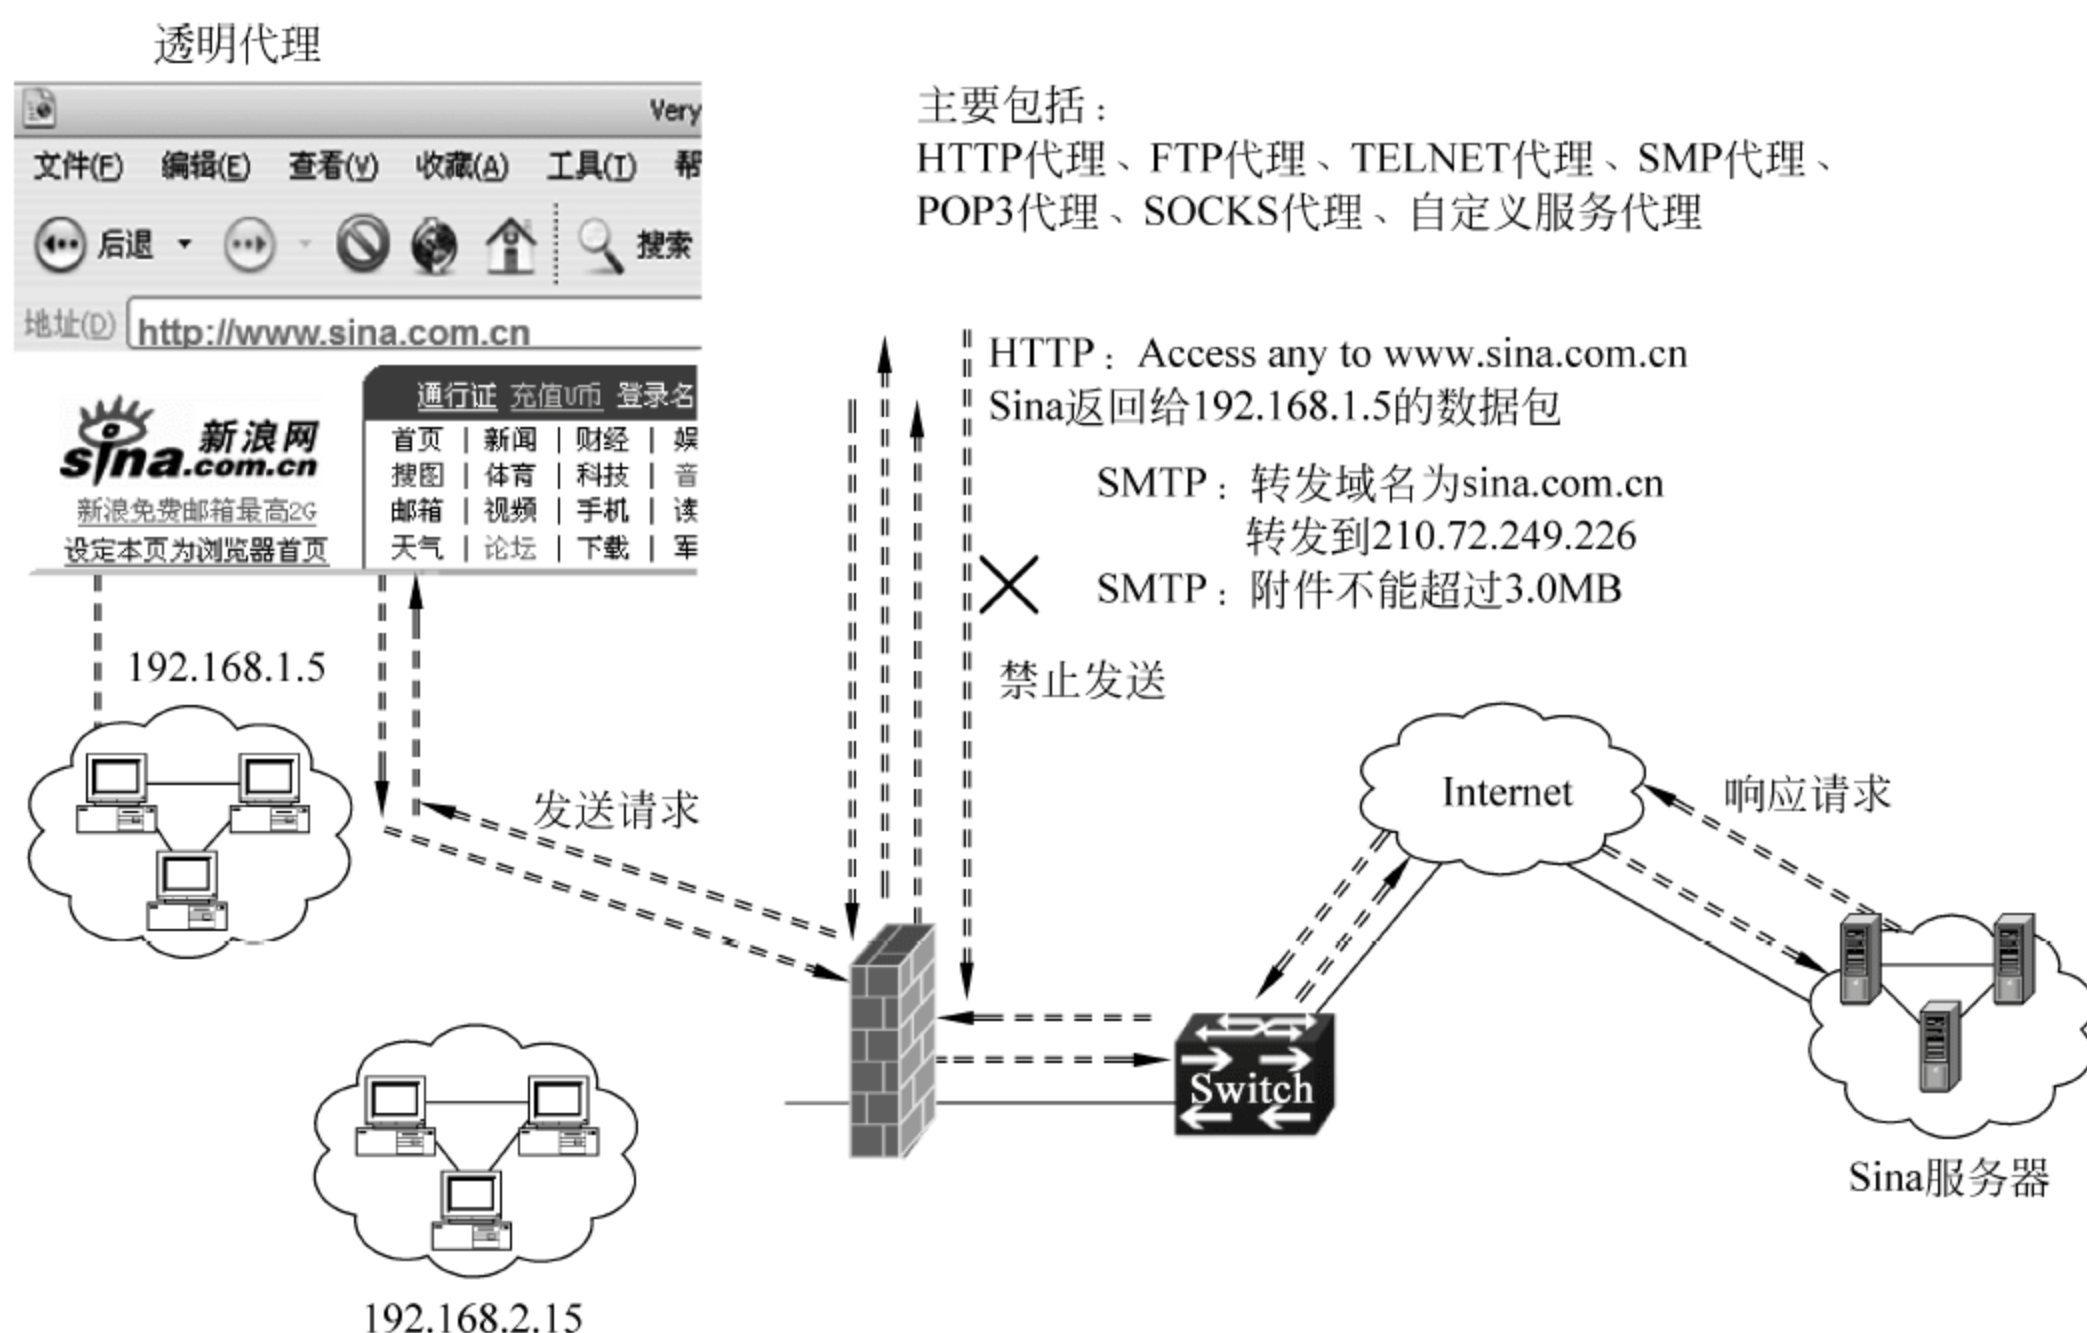 透明代理
Very
文件(F) 编辑(E) 查看(V) 收藏(A) 工具(T) 帮
后退 搜索
地址(D) http://www.sina.com.cn
sina 新浪网
.com.cn
新浪免费邮箱最高2G
设定本页为浏览器首页
通行证 充值U币 登录名
首页 | 新闻 | 财经 | 娱
搜图 | 体育 | 科技 | 音
邮箱 | 视频 | 手机 | 读
天气 | 论坛 | 下载 | 军
主要包括：
HTTP代理、FTP代理、TELNET代理、SMP代理、
POP3代理、SOCKS代理、自定义服务代理
HTTP：Access any to www.sina.com.cn
Sina返回给192.168.1.5的数据包
SMTP：转发域名为sina.com.cn
转发到210.72.249.226
SMTP：附件不能超过3.0MB
禁止发送
192.168.1.5
发送请求
Internet
响应请求
Switch
Sina服务器
192.168.2.15